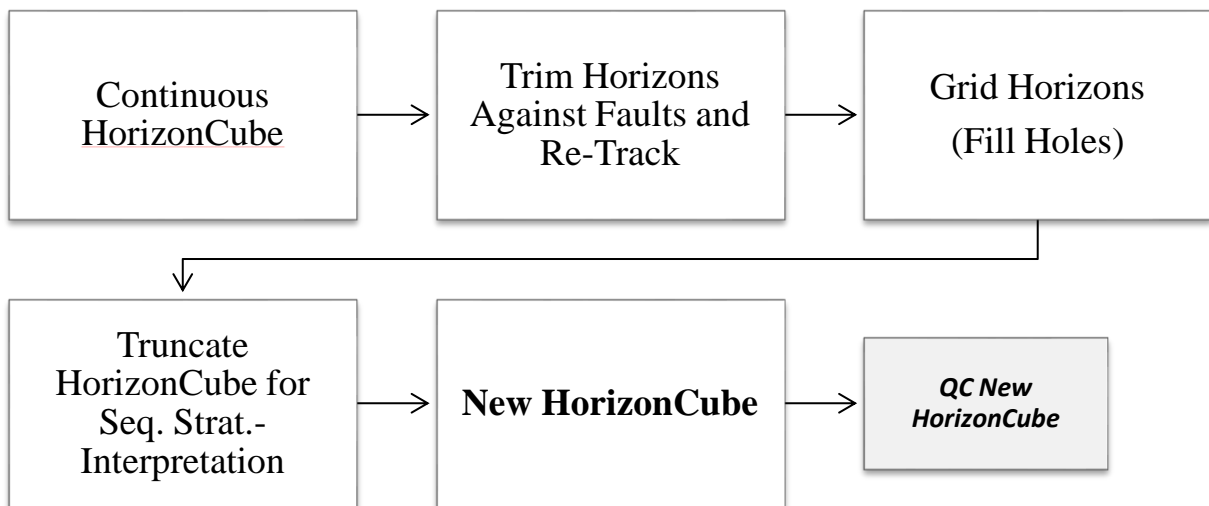 Continuous
HorizonCube
Trim Horizons
Against Faults and
Re-Track
Grid Horizons
(Fill Holes)
Truncate
HorizonCube for
Seq. Strat.-
Interpretation
New HorizonCube
QC New
HorizonCube